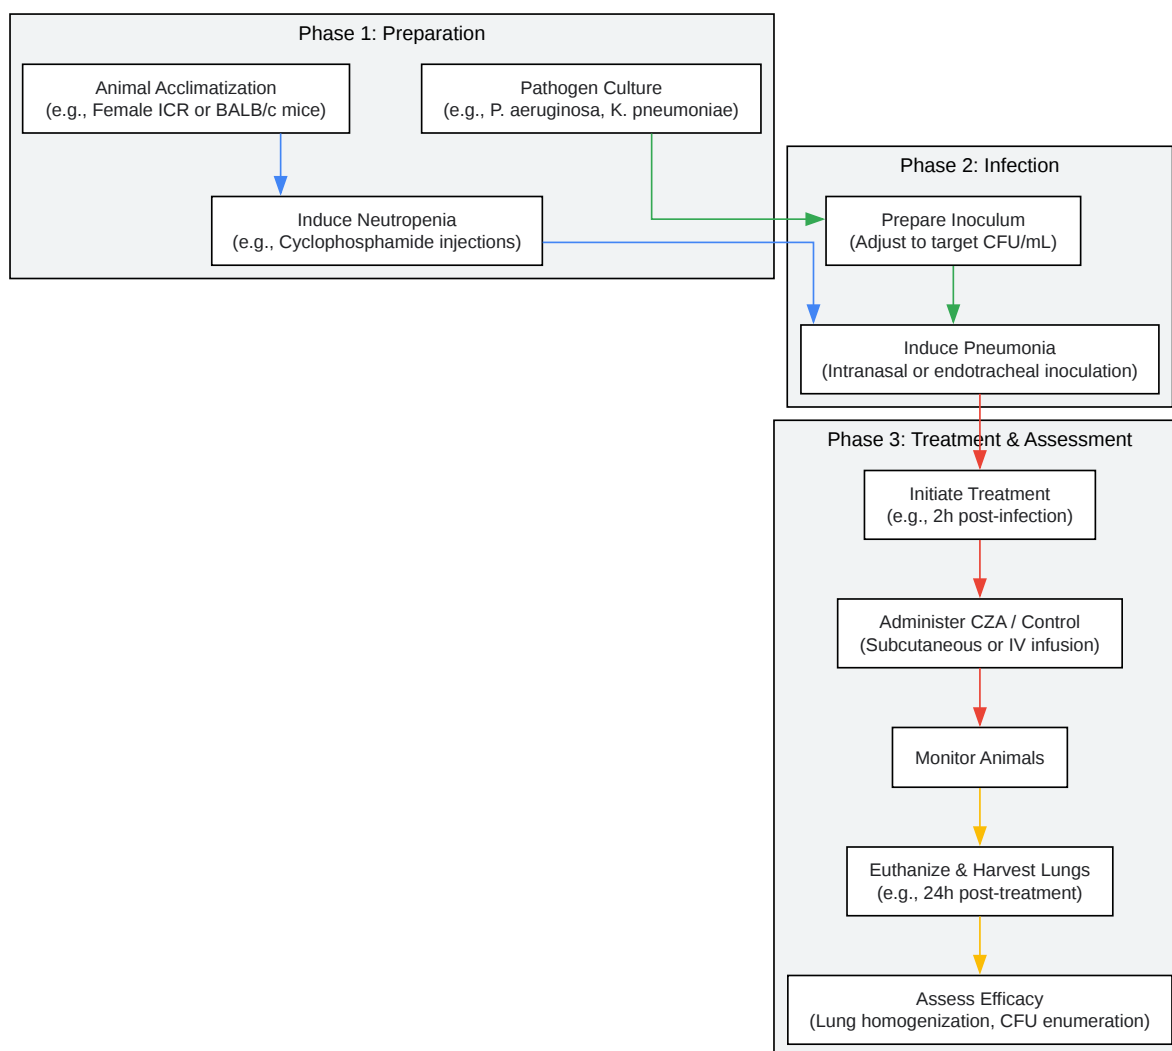 Phase 1: Preparation
Animal Acclimatization
(e.g., Female ICR or BALB/c mice)
Pathogen Culture
(e.g., P. aeruginosa, K. pneumoniae)
Induce Neutropenia
(e.g., Cyclophosphamide injections)
Phase 2: Infection
Prepare Inoculum
(Adjust to target CFU/mL)
Induce Pneumonia
(Intranasal or endotracheal inoculation)
Phase 3: Treatment & Assessment
Initiate Treatment
(e.g., 2h post-infection)
Administer CZA / Control
(Subcutaneous or IV infusion)
Monitor Animals
Euthanize & Harvest Lungs
(e.g., 24h post-treatment)
Assess Efficacy
(Lung homogenization, CFU enumeration)